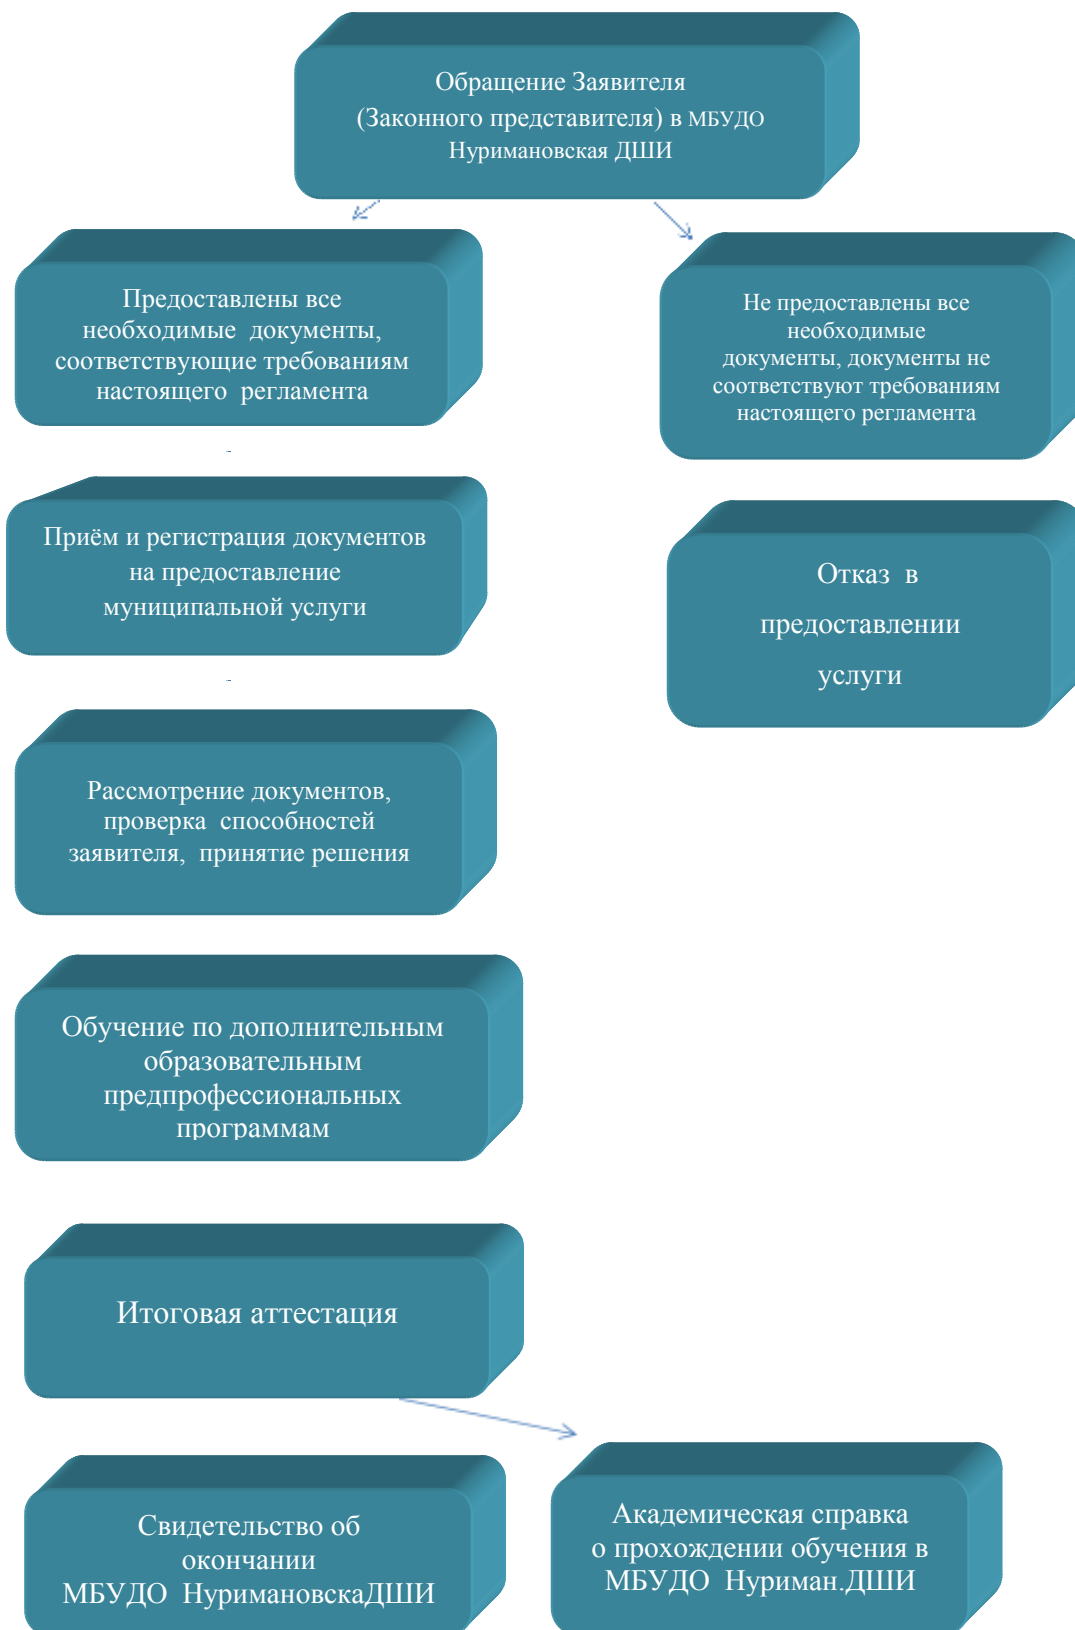 Обращение Заявителя
(Законного представителя) в МБУДО
Нуримановская ДШИ
Предоставлены все
необходимые документы,
соответствующие требованиям
настоящего регламента
Не предоставлены все
необходимые
документы, документы не
соответствуют требованиям
настоящего регламента
Приём и регистрация документов
на предоставление
муниципальной услуги
Отказ в
предоставлении
услуги
Рассмотрение документов,
проверка способностей
заявителя, принятие решения
Обучение по дополнительным
образовательным
предпрофессиональных
программам
Итоговая аттестация
Свидетельство об
окончании
МБУДО НуримановскаДШИ
Академическая справка
о прохождении обучения в
МБУДО Нуриман.ДШИ